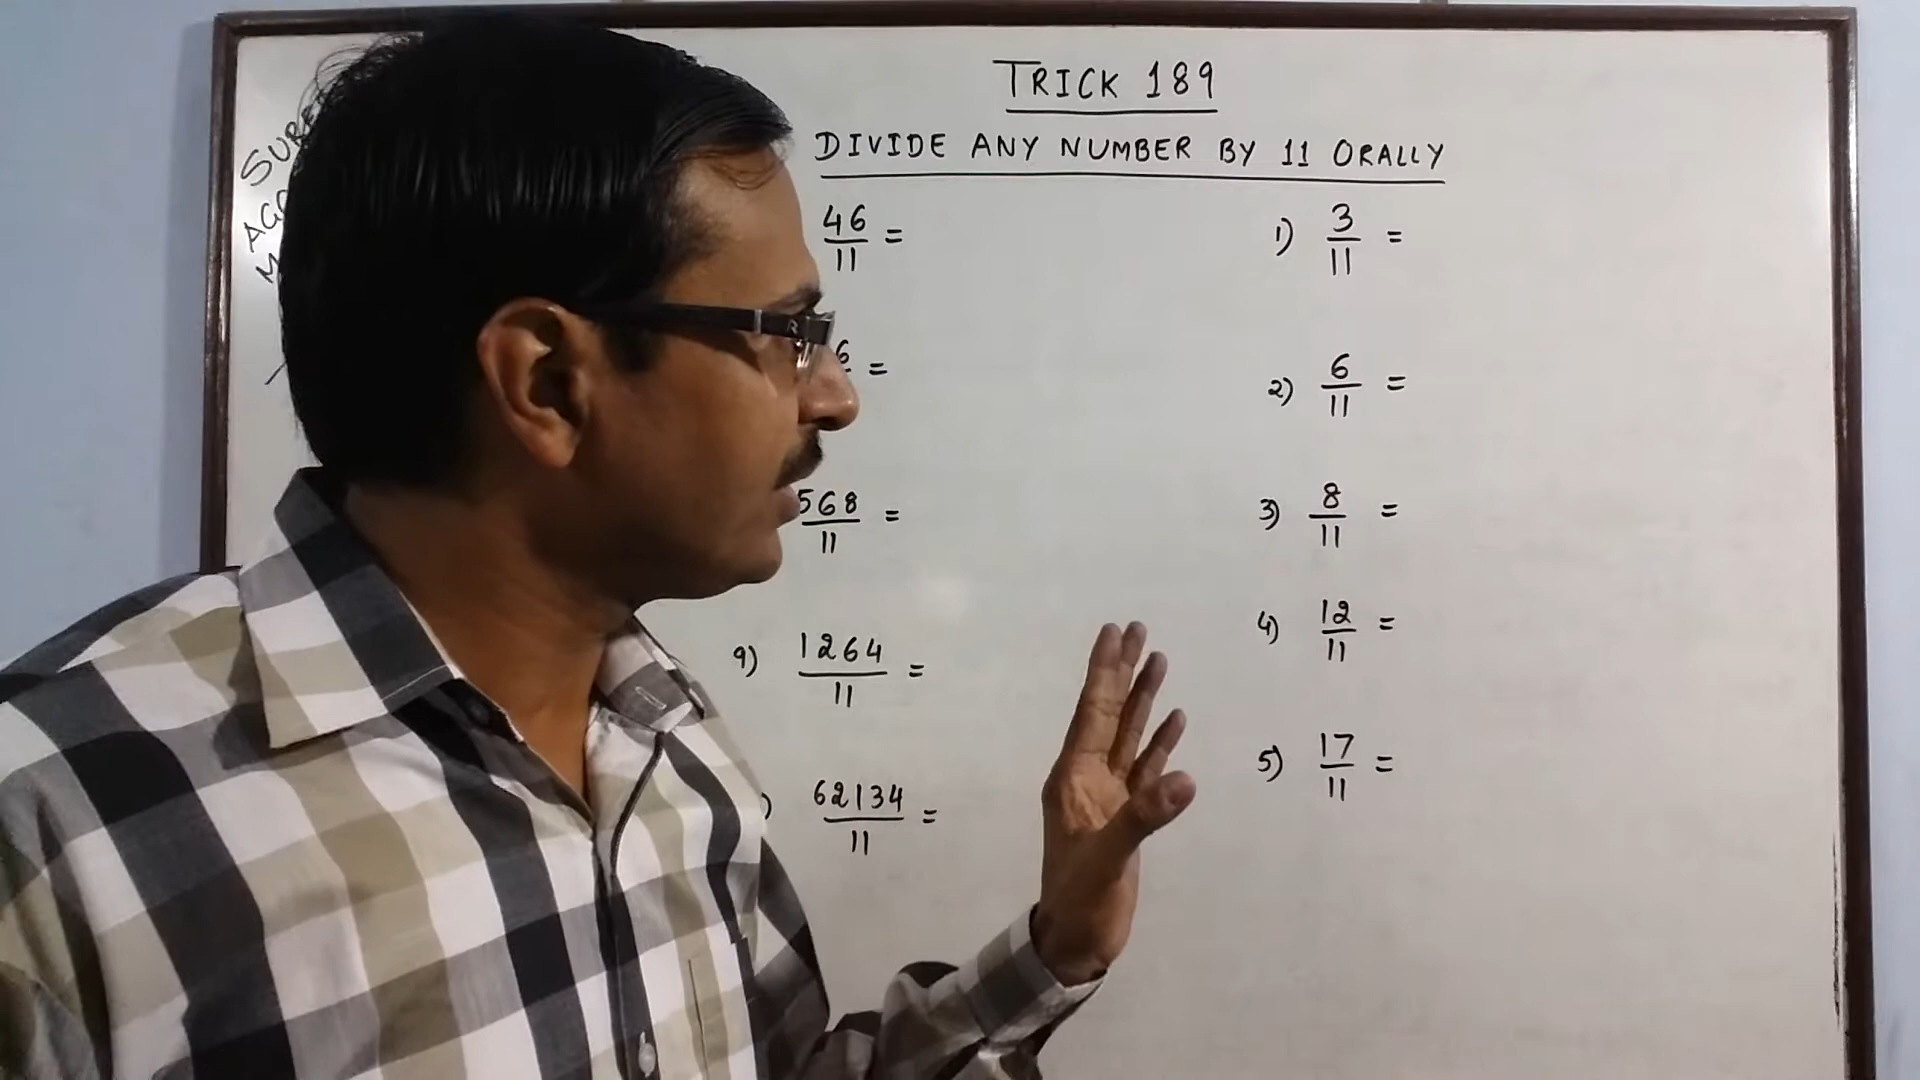 TRICK 189
DIVIDE ANY NUMBER BY 11 ORALLY
46/11 =
1) 3/11 =
6 =
2) 6/11 =
568/11 =
3) 8/11 =
4) 12/11 =
9) 1264/11 =
5) 17/11 =
) 62134/11 =